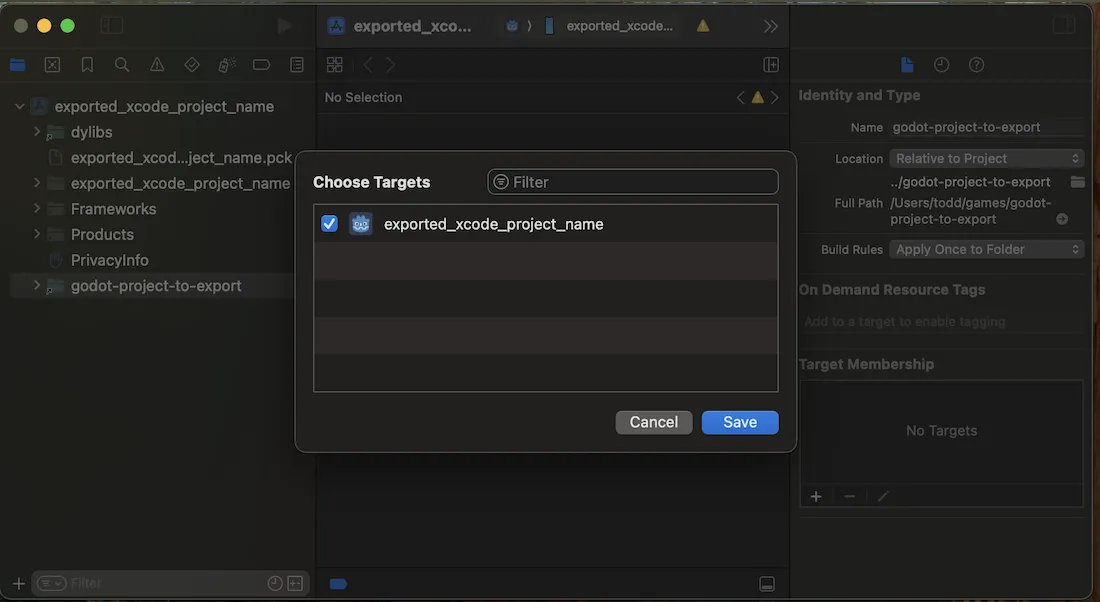 exported_xco...
exported_xcode...
No Selection
exported_xcode_project_name
dylibs
exported_xcod...ject_name.pck
exported_xcode_project_name
Frameworks
Products
PrivacyInfo
godot-project-to-export
Filter
Choose Targets
Filter
exported_xcode_project_name
Cancel
Save
Identity and Type
Name godot-project-to-export
Location Relative to Project
../godot-project-to-export
Full Path /Users/todd/games/godot-
project-to-export
Build Rules Apply Once to Folder
On Demand Resource Tags
Add to a target to enable tagging
Target Membership
No Targets